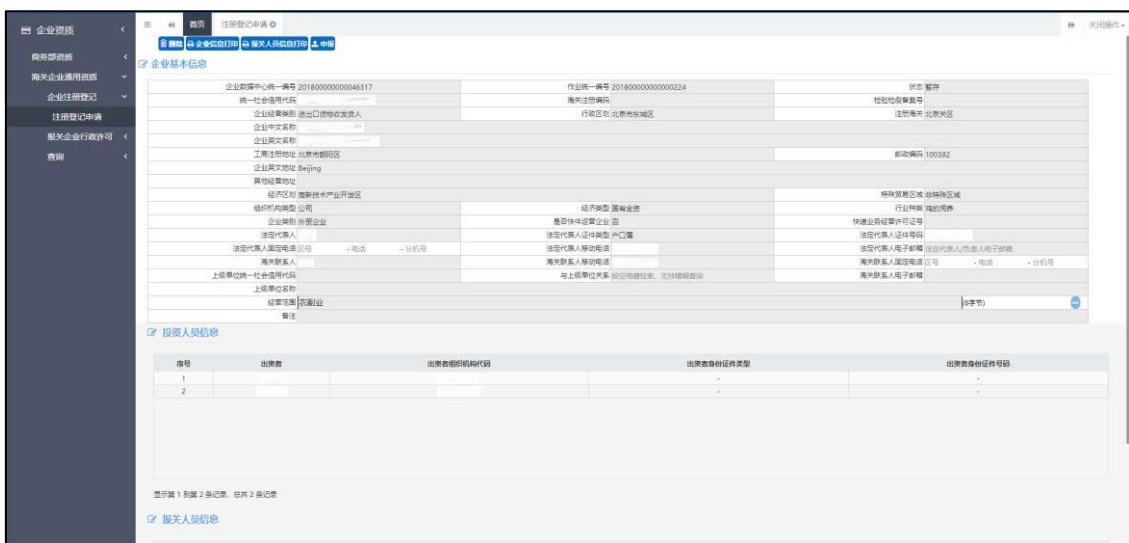 企业资质
首页 注册登记申请
关闭操作
删除 企业信息打印 报关人员信息打印 申报
商务部资质
海关企业通用资质
企业注册登记
注册登记申请
报关企业行政许可
查询
企业基本信息
企业数据中心统一编号 201800000000046317 作业统一编号 201800000000000224 状态 暂存
统一社会信用代码 海关注册编码 检验检疫备案号
企业经营类别 进出口货物收发货人 行政区划 北京市东城区 注册海关 北京关区
企业中文名称
企业英文名称
工商注册地址 北京市朝阳区 邮政编码 100382
企业英文地址 Beijing
其他经营地址
经济区划 高新技术产业开发区 特殊贸易区域 非特殊区域
组织机构类型 公司 经济类型 国有全资 行业种类 鸡的饲养
企业类别 外贸企业 是否快件运营企业 否 快递业务经营许可证号
法定代表人 法定代表人证件类型 户口簿 法定代表人证件号码
法定代表人固定电话 区号 - 电话 - 分机号 法定代表人移动电话 法定代表人电子邮箱 法定代表人/负责人电子邮箱
海关联系人 海关联系人移动电话 海关联系人固定电话 区号 - 电话 - 分机号
上级单位统一社会信用代码 与上级单位关系 海关联系人电子邮箱
上级单位名称
经营范围 农副业 (5字节)
备注
投资人员信息
序号 出资者 出资者组织机构代码 出资者身份证件类型 出资者身份证件号码
1 - -
2 - -
显示第 1 到第 2 条记录，总共 2 条记录
报关人员信息